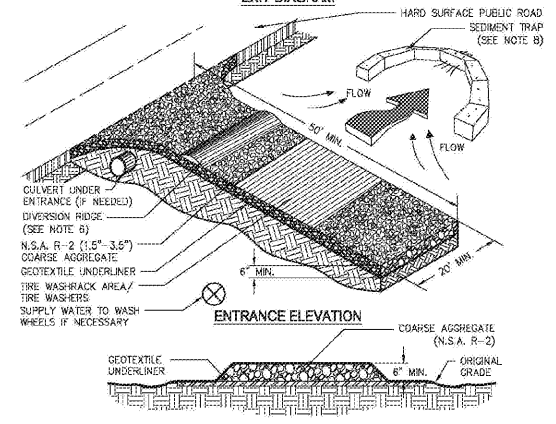 EXIT DIAGRAM
HARD SURFACE PUBLIC ROAD
SEDIMENT TRAP
(SEE NOTE 8)
FLOW
50' MIN.
FLOW
CULVERT UNDER
ENTRANCE (IF NEEDED)
DIVERSION RIDGE
(SEE NOTE 6)
N.S.A. R-2 (1.5"-3.5")
COARSE AGGREGATE
GEOTEXTILE UNDERLINER
TIRE WASHRACK AREA/
TIRE WASHERS
SUPPLY WATER TO WASH
WHEELS IF NECESSARY
6" MIN.
20' MIN.
ENTRANCE ELEVATION
COARSE AGGREGATE
(N.S.A. R-2)
GEOTEXTILE
UNDERLINER
6" MIN.
ORIGINAL
GRADE